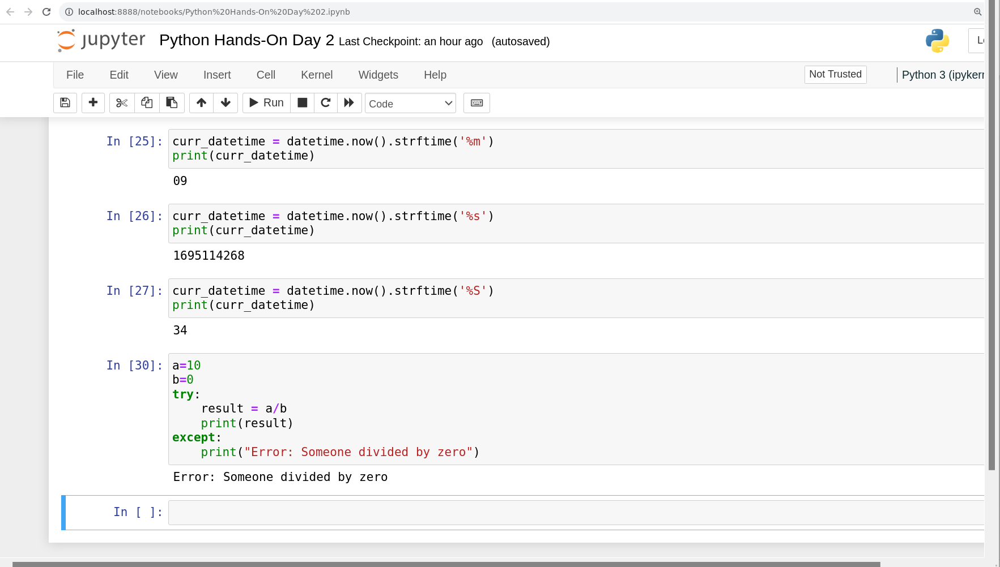 localhost:8888/notebooks/Python%20Hands-On%20Day%202.ipynb
jupyter Python Hands-On Day 2 Last Checkpoint: an hour ago (autosaved)
File Edit View Insert Cell Kernel Widgets Help Not Trusted Python 3 (ipykern
Run Code
In [25]: curr_datetime = datetime.now().strftime('%m')
print(curr_datetime)
09
In [26]: curr_datetime = datetime.now().strftime('%s')
print(curr_datetime)
1695114268
In [27]: curr_datetime = datetime.now().strftime('%S')
print(curr_datetime)
34
In [30]: a=10
b=0
try:
    result = a/b
    print(result)
except:
    print("Error: Someone divided by zero")
Error: Someone divided by zero
In [ ]: